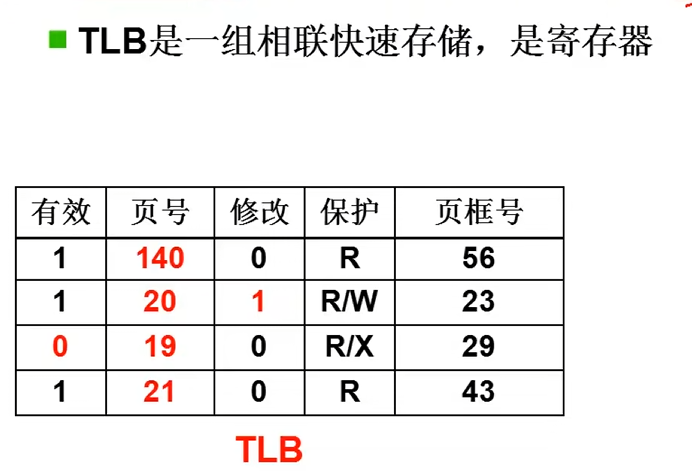 TLB是一组相联快速存储，是寄存器
有效 页号 修改 保护 页框号
1 140 0 R 56
1 20 1 R/W 23
0 19 0 R/X 29
1 21 0 R 43
TLB